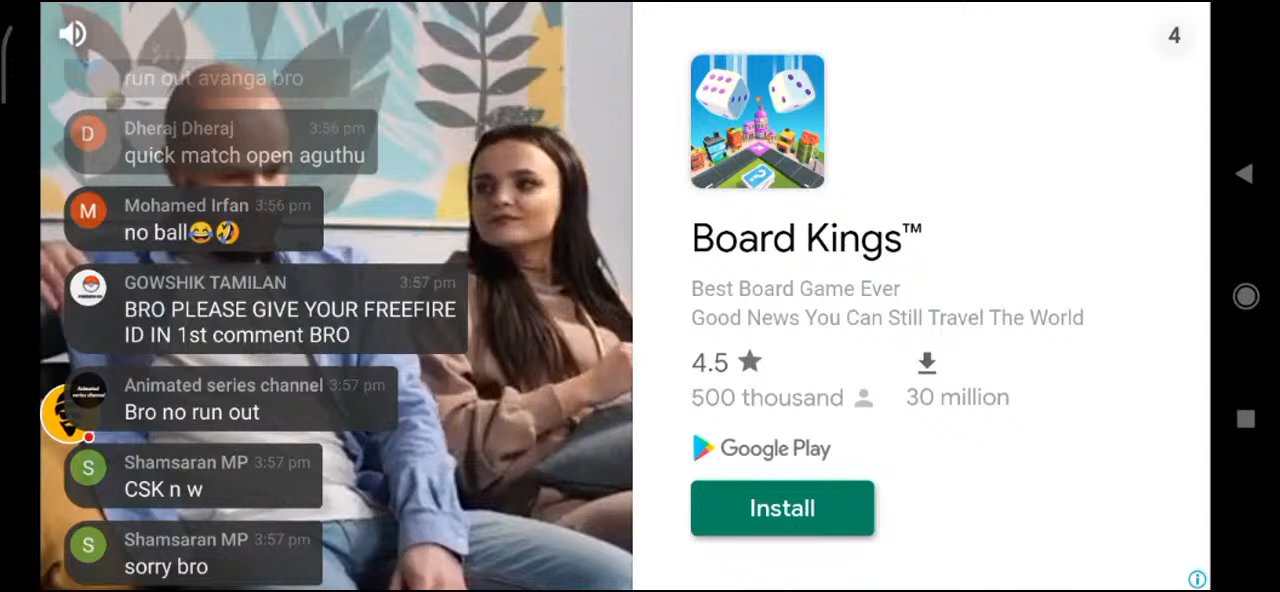 run out avanga bro
D
Dheraj Dheraj 3:56 pm
quick match open aguthu
M
Mohamed Irfan 3:56 pm
no ball😂🤣
GOWSHIK TAMILAN 3:57 pm
BRO PLEASE GIVE YOUR FREEFIRE
ID IN 1st comment BRO
Animated
series channel
Animated series channel 3:57 pm
Bro no run out
S
Shamsaran MP 3:57 pm
CSK n w
S
Shamsaran MP 3:57 pm
sorry bro
4
Board Kings™
Best Board Game Ever
Good News You Can Still Travel The World
4.5 ★
500 thousand
30 million
Google Play
Install